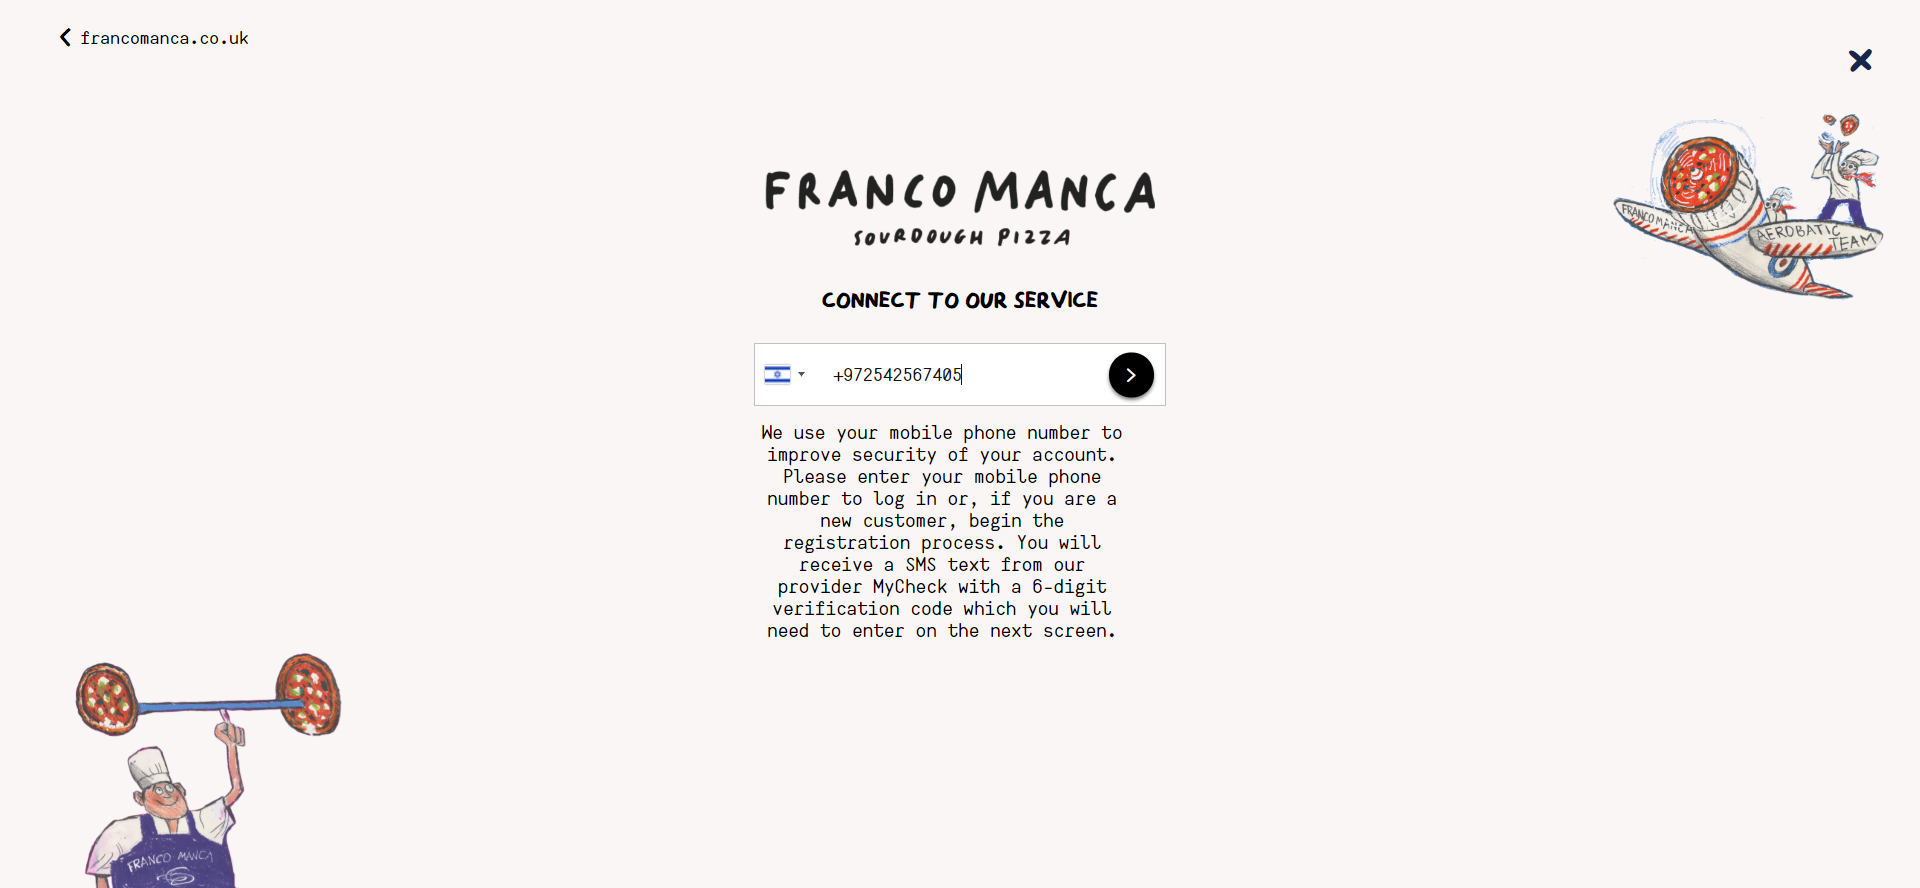 francomanca.co.uk
FRANCO MANCA
SOURDOUGH PIZZA
FRANCO MANCA
AEROBATIC
TEAM
CONNECT TO OUR SERVICE
+972542567405
We use your mobile phone number to
improve security of your account.
Please enter your mobile phone
number to log in or, if you are a
new customer, begin the
registration process. You will
receive a SMS text from our
provider MyCheck with a 6-digit
verification code which you will
need to enter on the next screen.
FRANCO MANCA